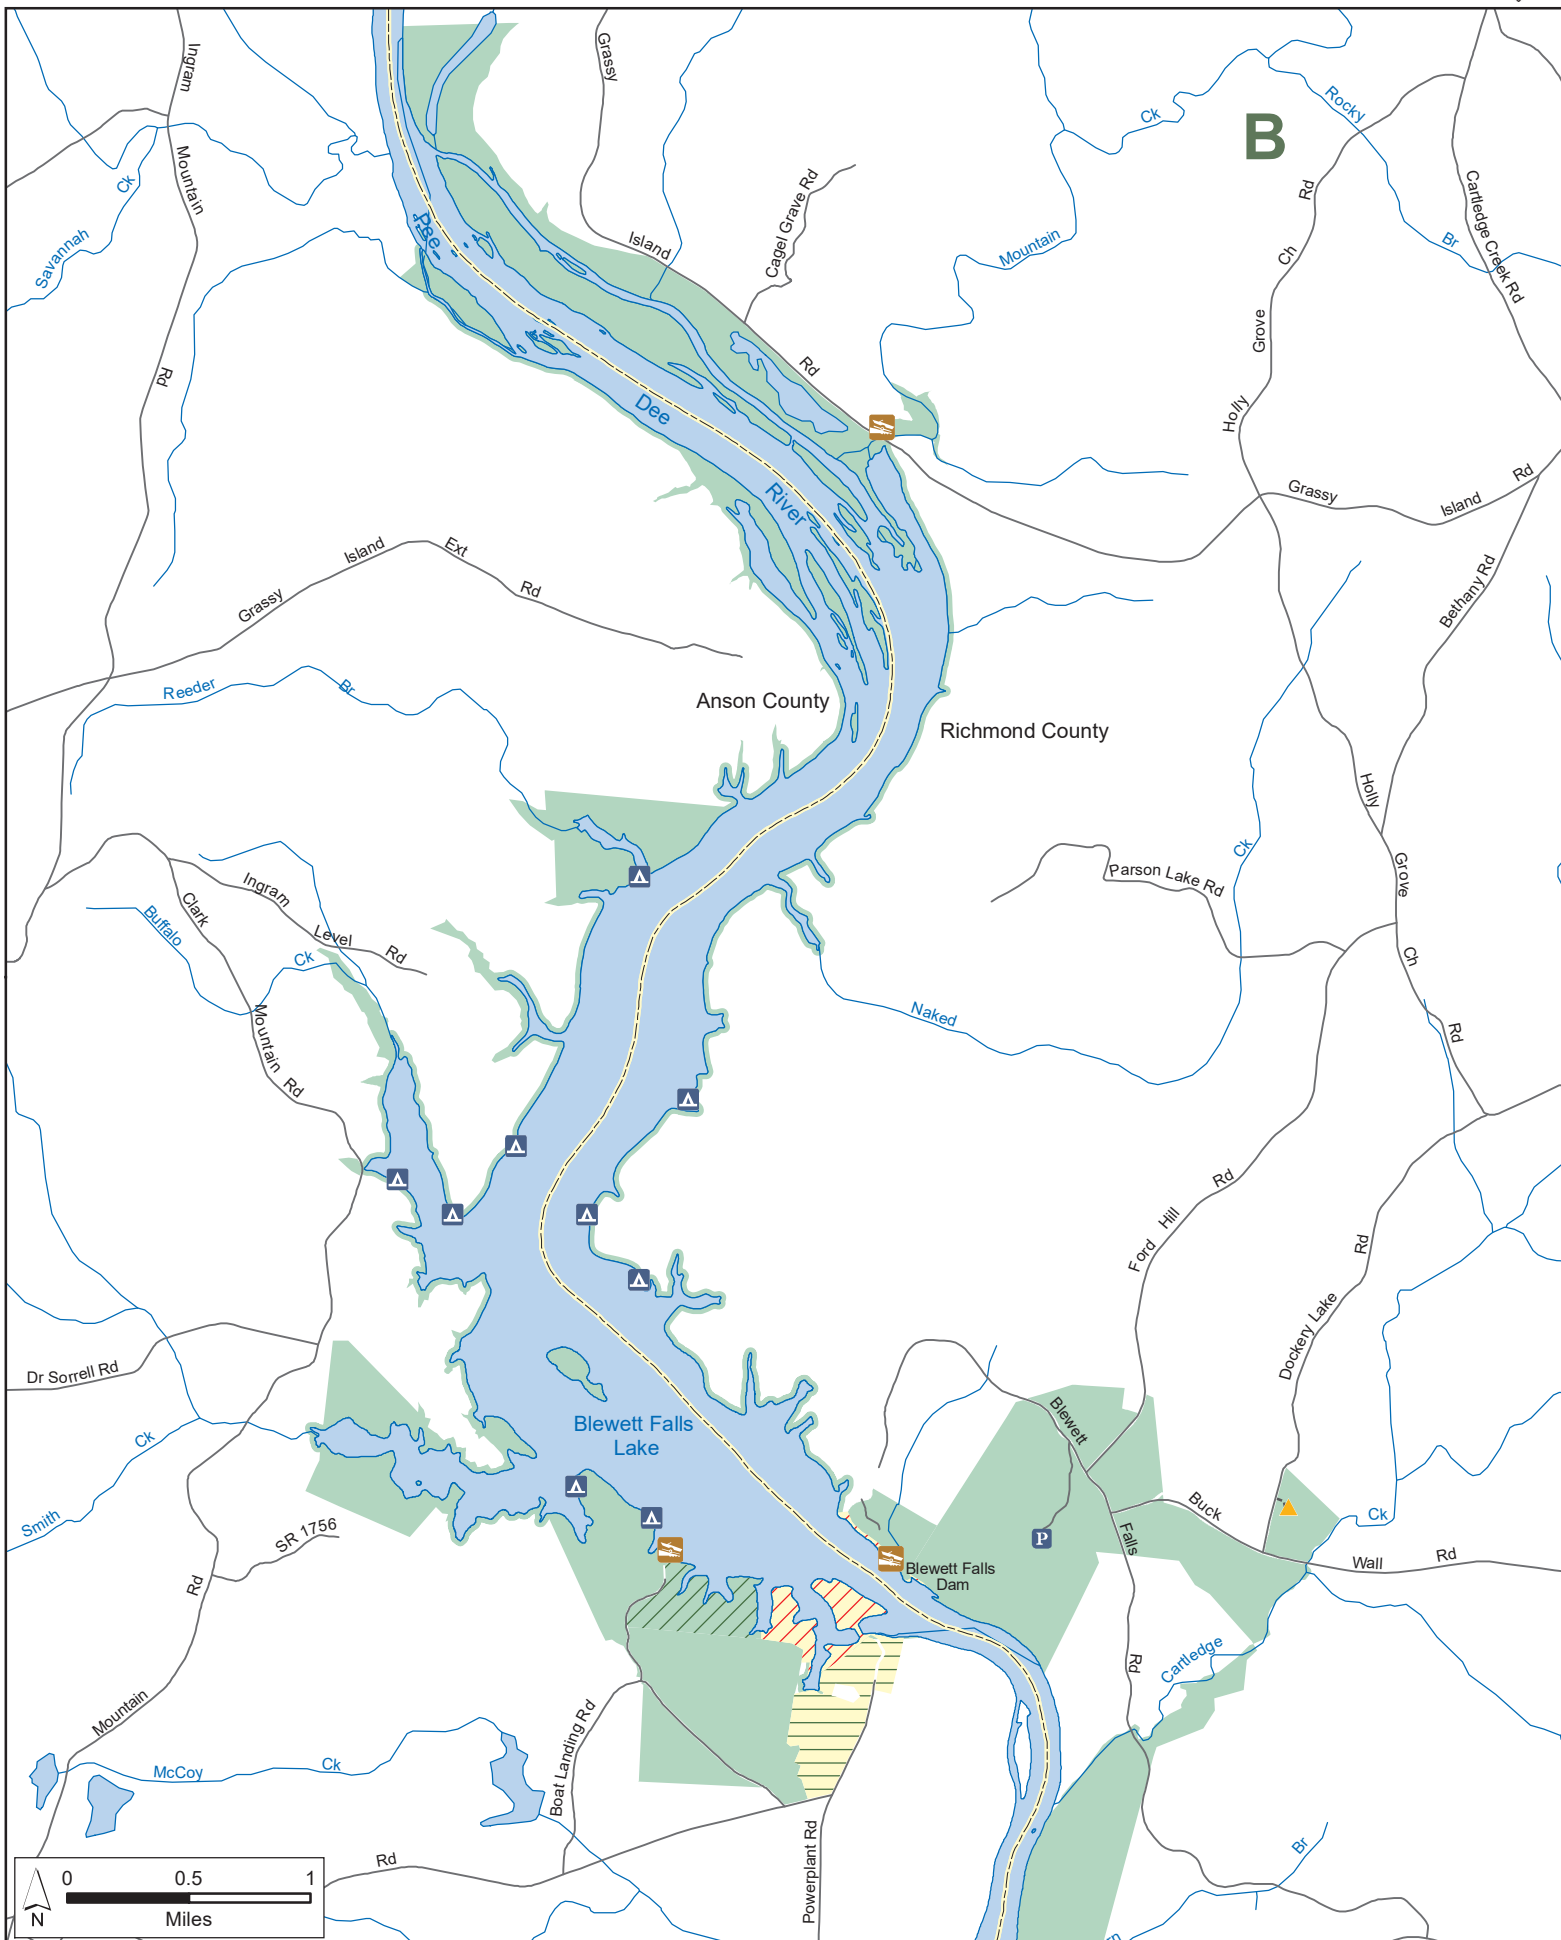 B
Ingram
Mountain
Rd
Grassy
Island
Rd
Cagel Grave Rd
Ck
Rocky
Br
Mountain
Savannah
Ck
Pee
Dee
River
Holly
Grove
Ch
Rd
Cartledge Creek Rd
Grassy
Island
Rd
Bethany Rd
Grassy
Island
Ext
Rd
Reeder
Br
Anson County
Richmond County
Holly
Grove
Ch
Rd
Parson Lake Rd
Ck
Naked
Ingram
Level
Rd
Clark
Mountain
Rd
Buffalo
Ck
Ford
Hill
Rd
Dockery Lake
Rd
Dr Sorrell Rd
Ck
Smith
SR 1756
Rd
Mountain
Blewett Falls
Lake
Blewett
Falls
Rd
Buck
Wall
Rd
Ck
P
Blewett Falls
Dam
Cartledge
McCoy
Ck
Boat Landing Rd
Powerplant Rd
Rd
Br
0 0.5 1
Miles
N